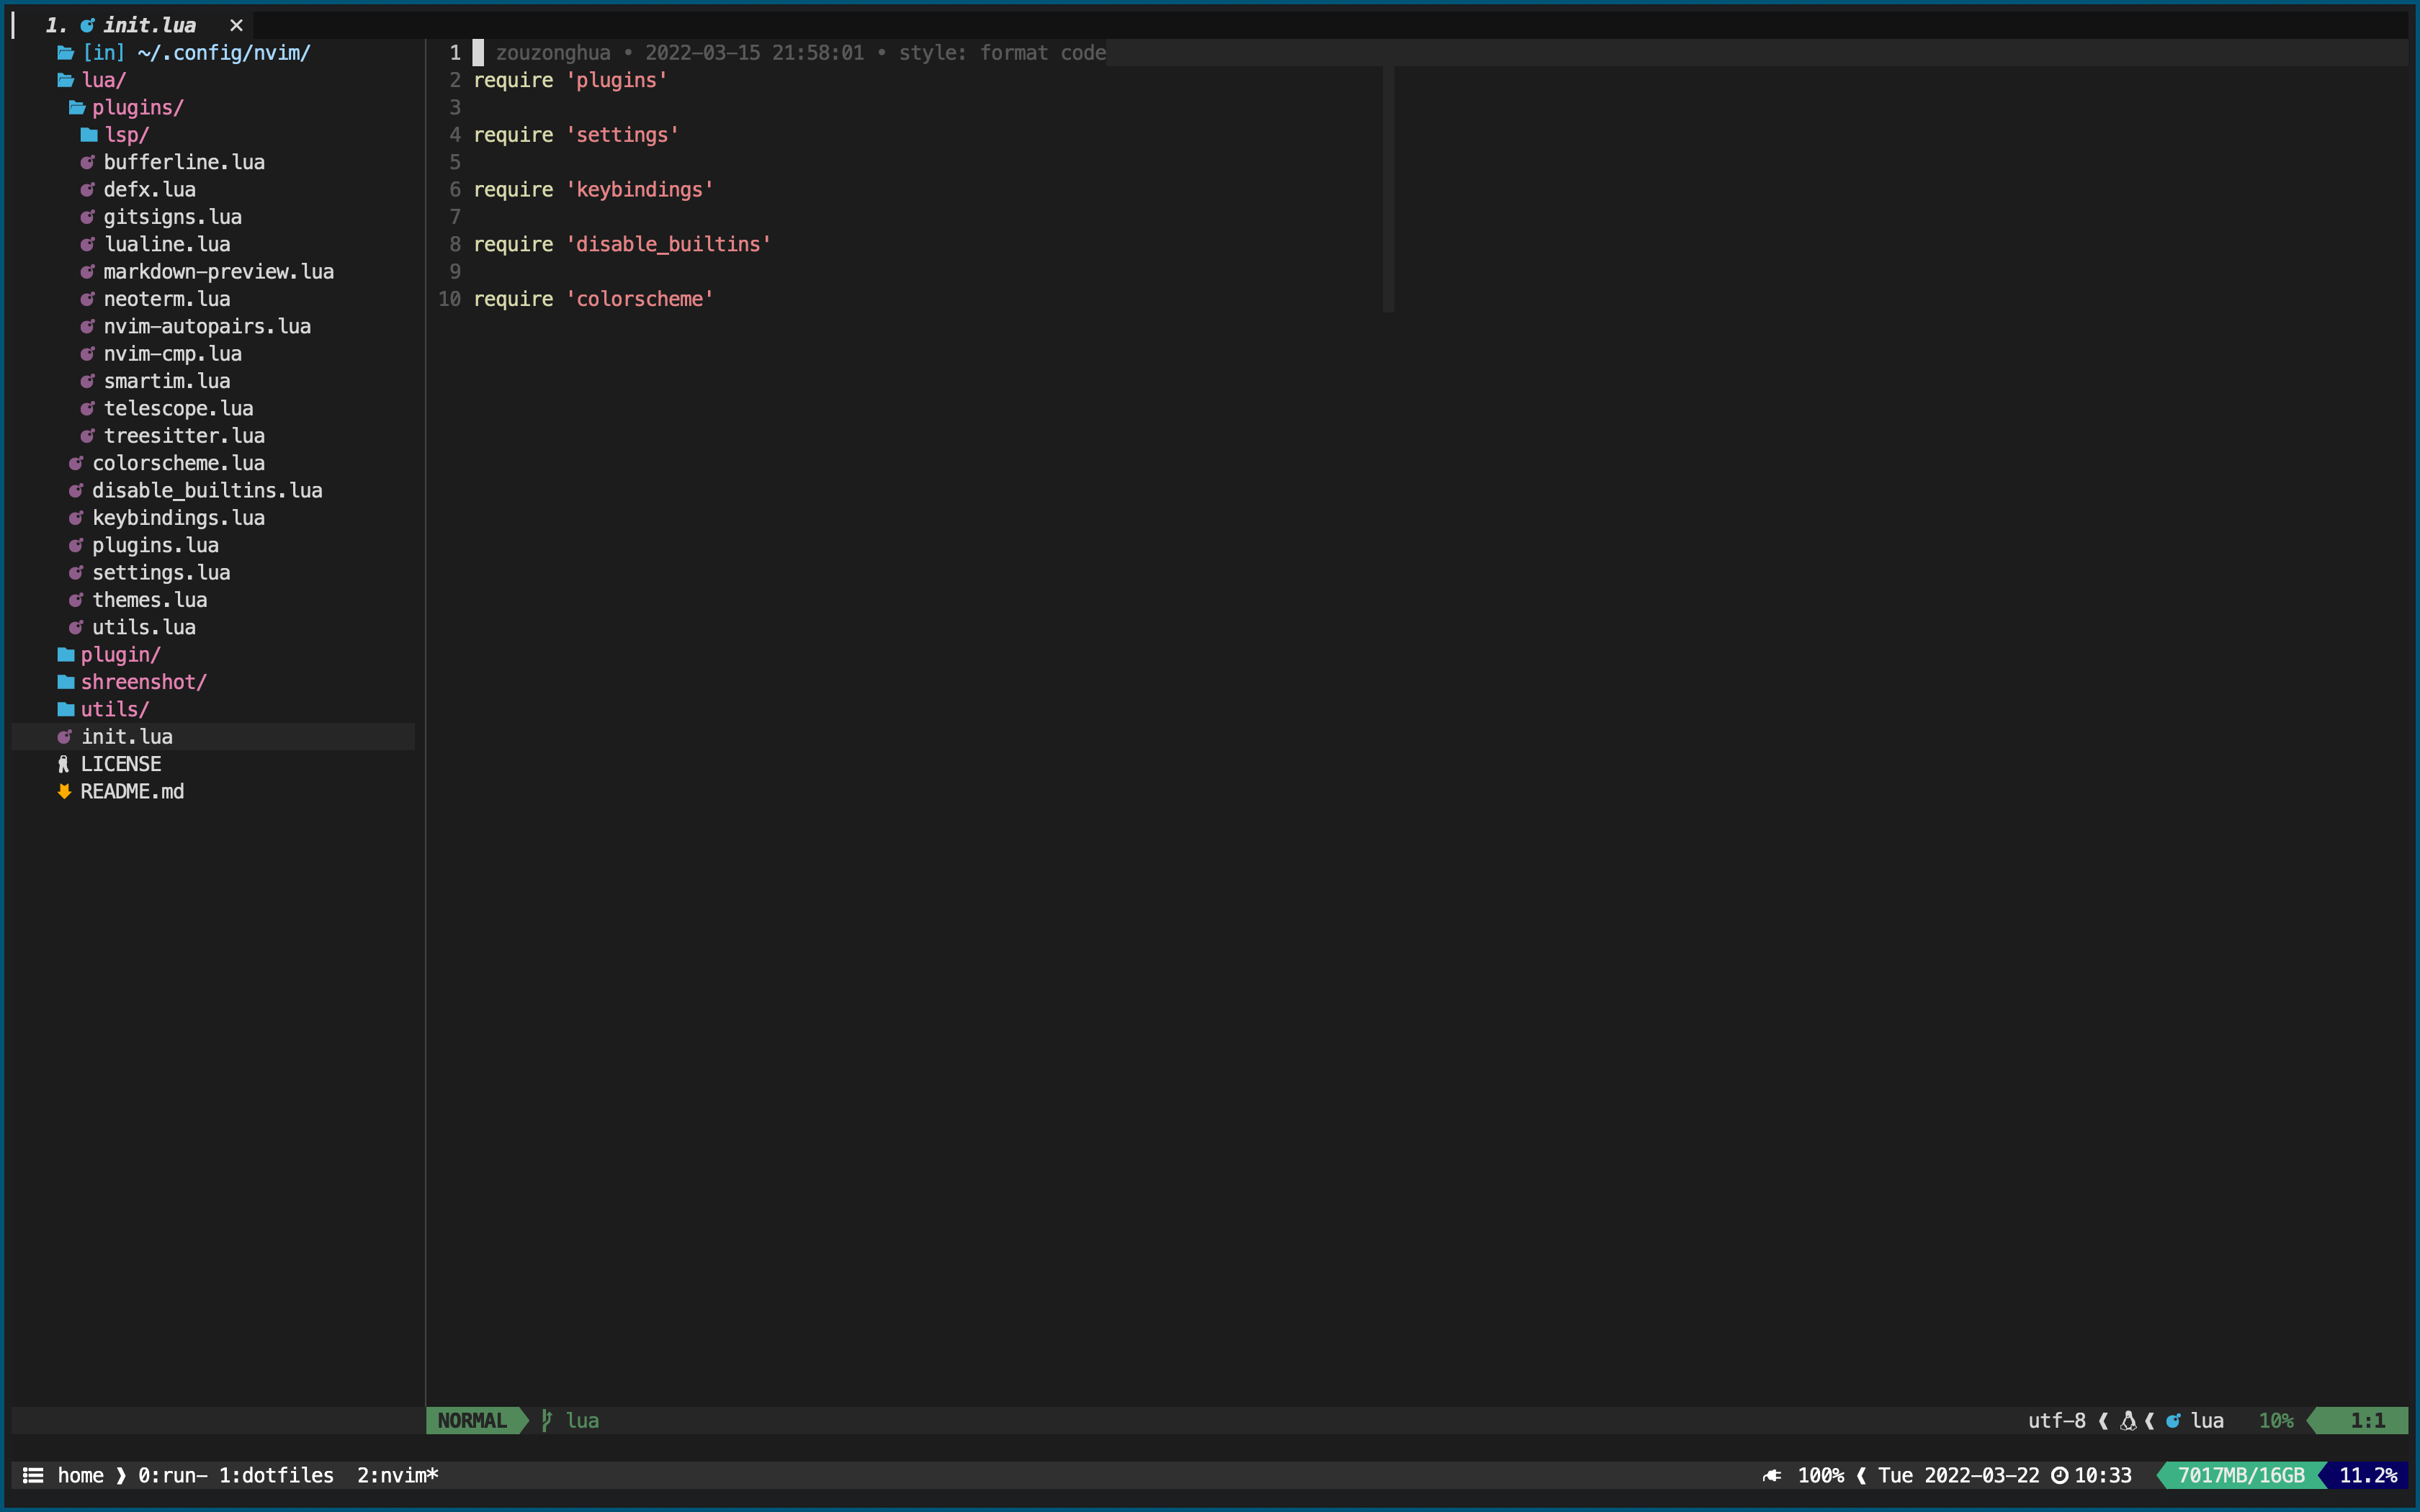 1. init.lua ✕
[in] ~/.config/nvim/
lua/
plugins/
lsp/
bufferline.lua
defx.lua
gitsigns.lua
lualine.lua
markdown-preview.lua
neoterm.lua
nvim-autopairs.lua
nvim-cmp.lua
smartim.lua
telescope.lua
treesitter.lua
colorscheme.lua
disable_builtins.lua
keybindings.lua
plugins.lua
settings.lua
themes.lua
utils.lua
plugin/
shreenshot/
utils/
init.lua
LICENSE
README.md
1 zouzonghua • 2022-03-15 21:58:01 • style: format code
2 require 'plugins'
3
4 require 'settings'
5
6 require 'keybindings'
7
8 require 'disable_builtins'
9
10 require 'colorscheme'
NORMAL lua utf-8 ❰ ❰ lua 10% 1:1
home ❱ 0:run- 1:dotfiles 2:nvim* 100% ❰ Tue 2022-03-22 10:33 7017MB/16GB 11.2%